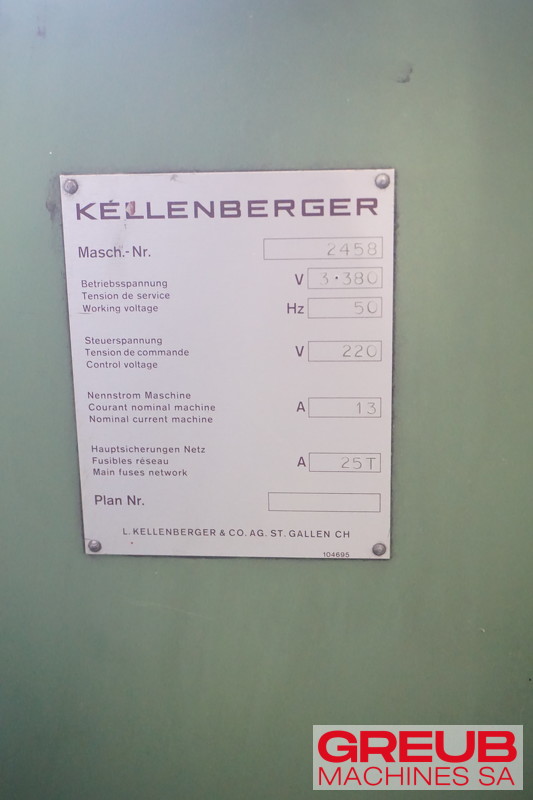 KELLENBERGER
Masch.-Nr. 2458
Betriebsspannung
Tension de service V 3·380
Working voltage Hz 50
Steuerspannung
Tension de commande V 220
Control voltage
Nennstrom Maschine
Courant nominal machine A 13
Nominal current machine
Hauptsicherungen Netz
Fusibles réseau A 25T
Main fuses network
Plan Nr.
L. KELLENBERGER & CO. AG. ST. GALLEN CH
104695
GREUB
MACHINES SA